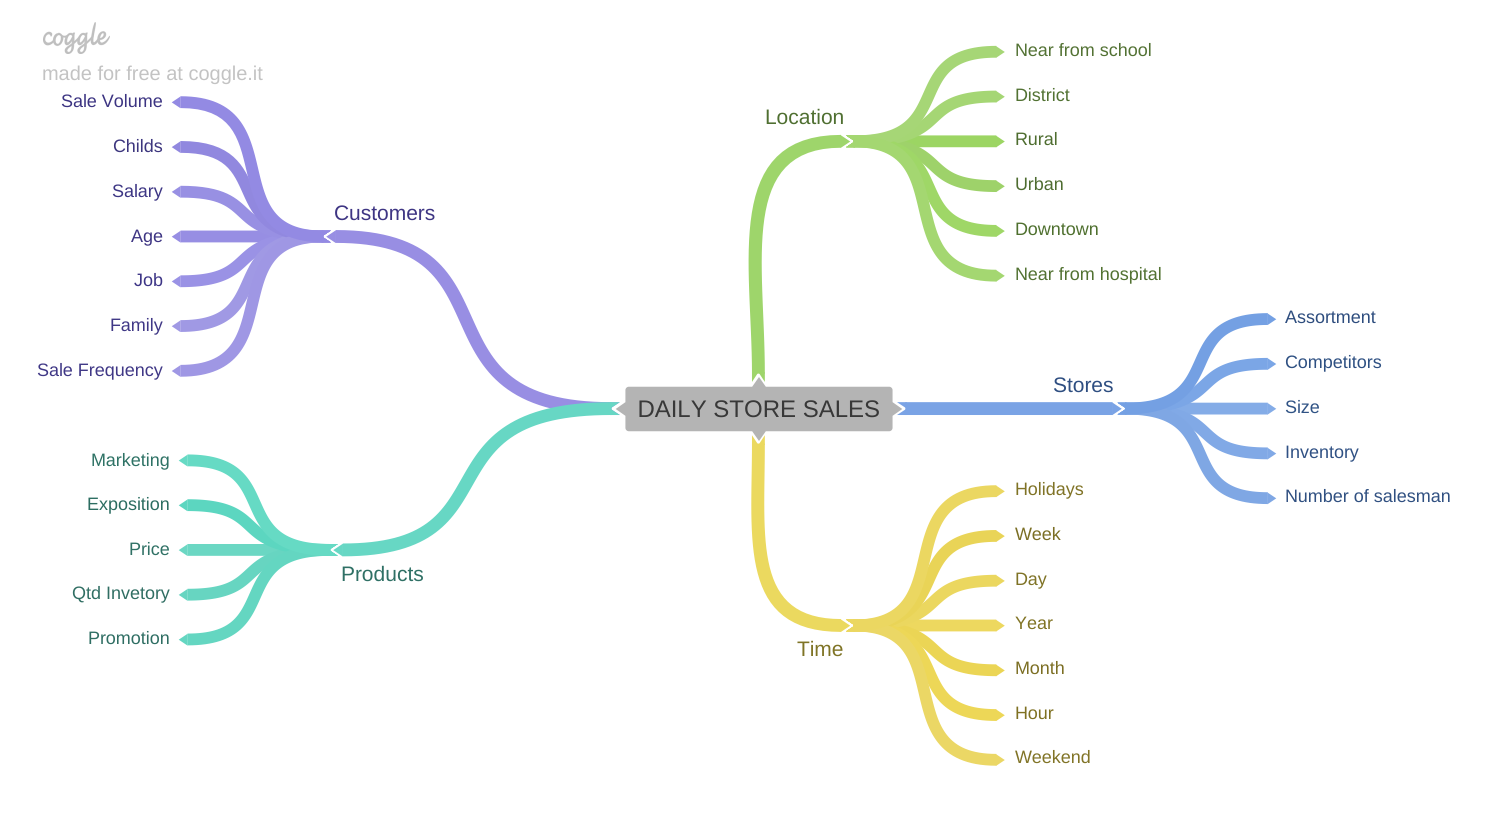 coggle
made for free at coggle.it
Sale Volume
Childs
Salary
Age
Job
Family
Sale Frequency
Customers
Marketing
Exposition
Price
Qtd Invetory
Promotion
Products
DAILY STORE SALES
Location
Near from school
District
Rural
Urban
Downtown
Near from hospital
Stores
Assortment
Competitors
Size
Inventory
Number of salesman
Time
Holidays
Week
Day
Year
Month
Hour
Weekend